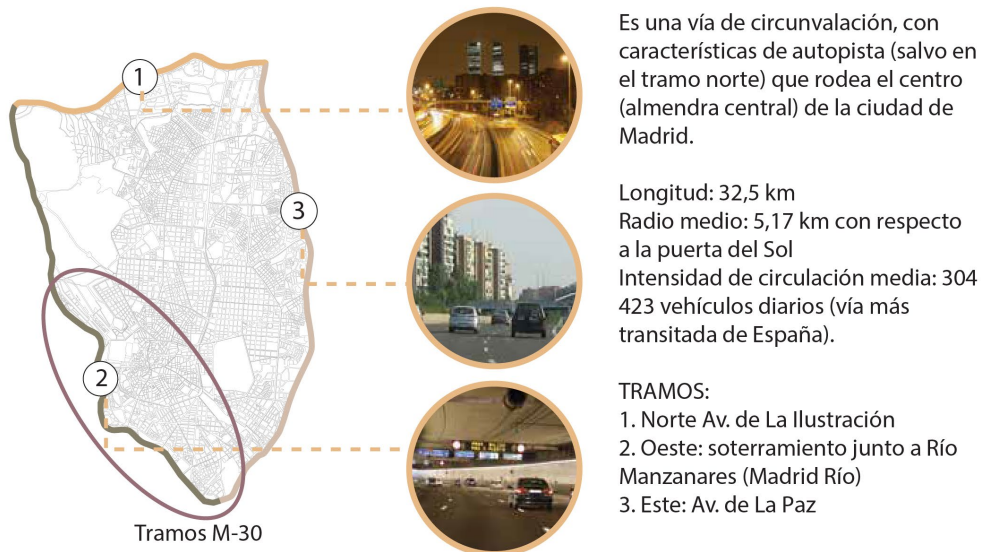 1
3
2
Tramos M-30
Es una vía de circunvalación, con
características de autopista (salvo en
el tramo norte) que rodea el centro
(almendra central) de la ciudad de
Madrid.
Longitud: 32,5 km
Radio medio: 5,17 km con respecto
a la puerta del Sol
Intensidad de circulación media: 304
423 vehículos diarios (vía más
transitada de España).
TRAMOS:
1. Norte Av. de La Ilustración
2. Oeste: soterramiento junto a Río
Manzanares (Madrid Río)
3. Este: Av. de La Paz